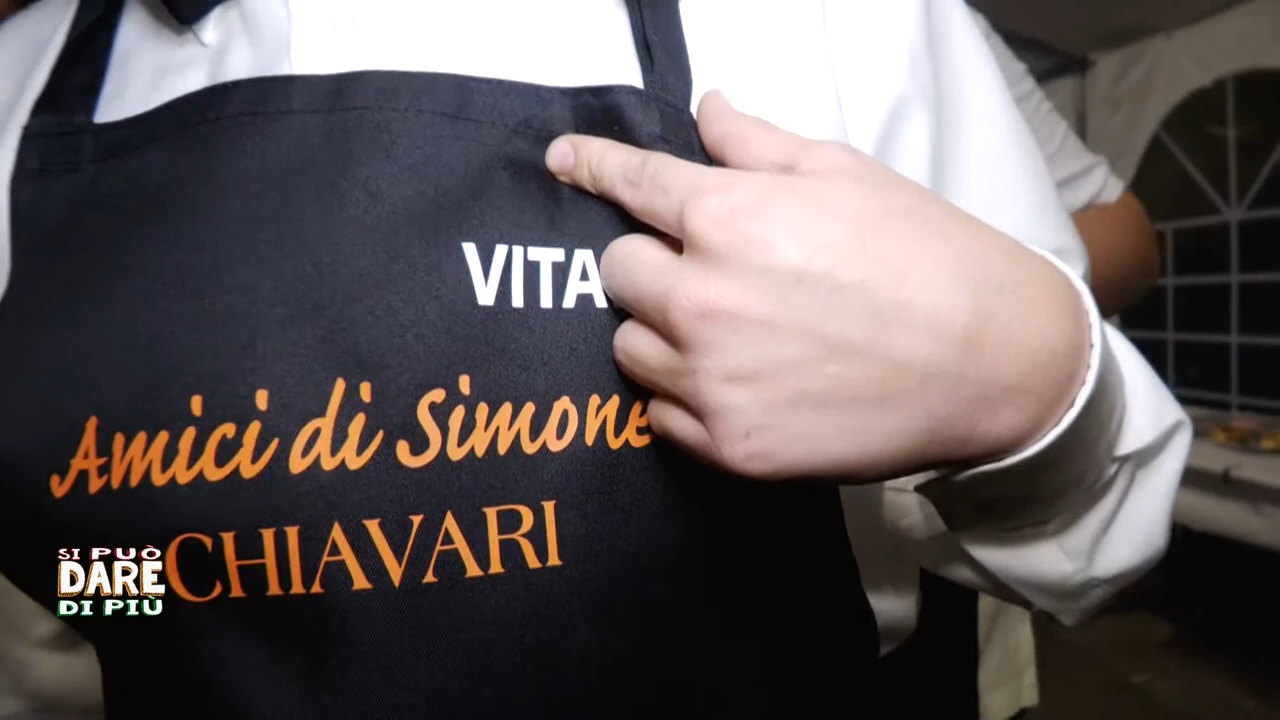 VITA
Amici di Simone
CHIAVARI
SI PUÒ
DARE
DI PIÙ